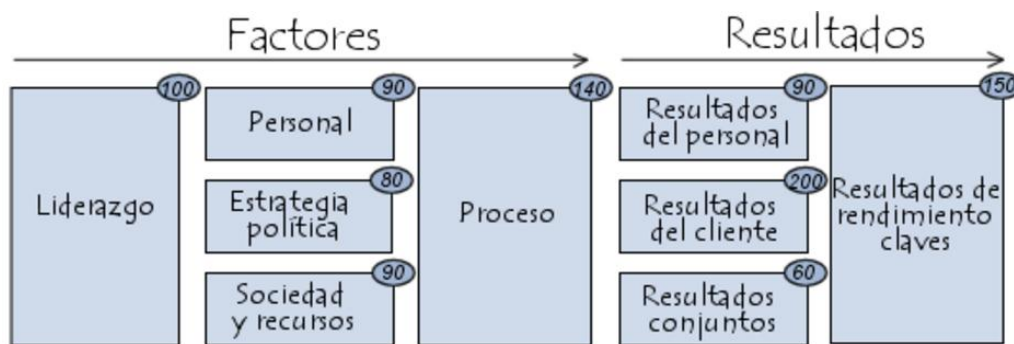 Factores
Resultados
100
Liderazgo
90
Personal
80
Estrategia
política
90
Sociedad
y recursos
140
Proceso
90
Resultados
del personal
200
Resultados
del cliente
60
Resultados
conjuntos
150
Resultados de
rendimiento
claves